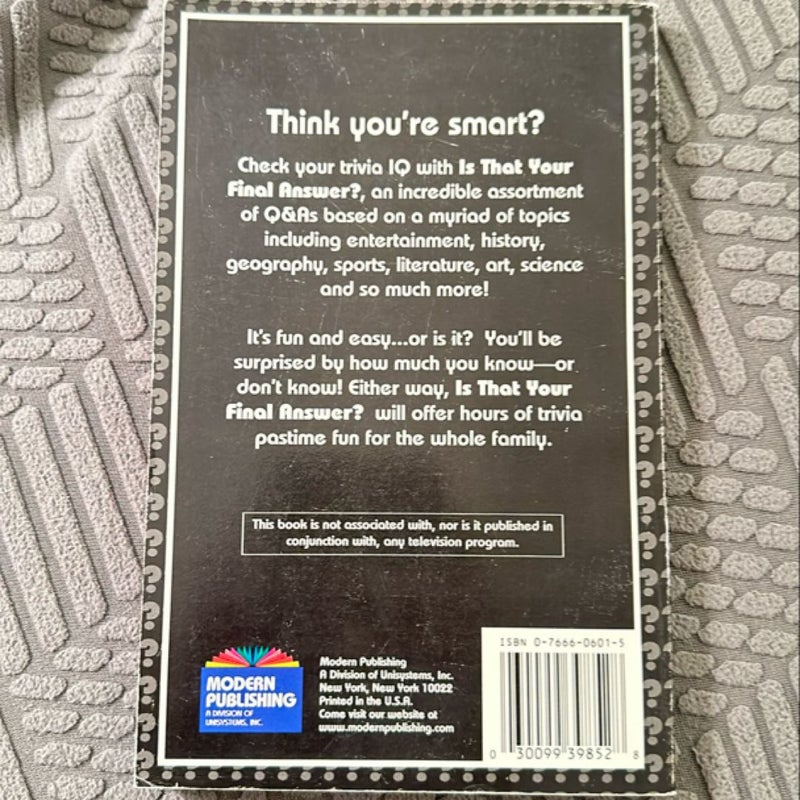 Think you're smart?
Check your trivia IQ with Is That Your
Final Answer?, an incredible assortment
of Q&As based on a myriad of topics
including entertainment, history,
geography, sports, literature, art, science
and so much more!
It's fun and easy...or is it? You'll be
surprised by how much you know—or
don't know! Either way, Is That Your
Final Answer? will offer hours of trivia
pastime fun for the whole family.
This book is not associated with, nor is it published in
conjunction with, any television program.
MODERN
PUBLISHING
A DIVISION OF
UNISYSTEMS, INC.
Modern Publishing
A Division of Unisystems, Inc.
New York, New York 10022
Printed in the U.S.A.
Come visit our website at
www.modernpublishing.com
ISBN 0-7666-0601-5
0 30099 39852 8